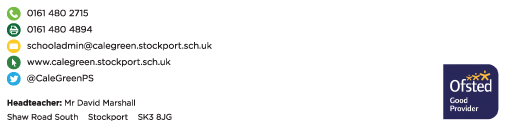 0161 480 2715
0161 480 4894
schooladmin@calegreen.stockport.sch.uk
www.calegreen.stockport.sch.uk
@CaleGreenPS
Headteacher: Mr David Marshall
Shaw Road South Stockport SK3 8JG
Ofsted
Good
Provider